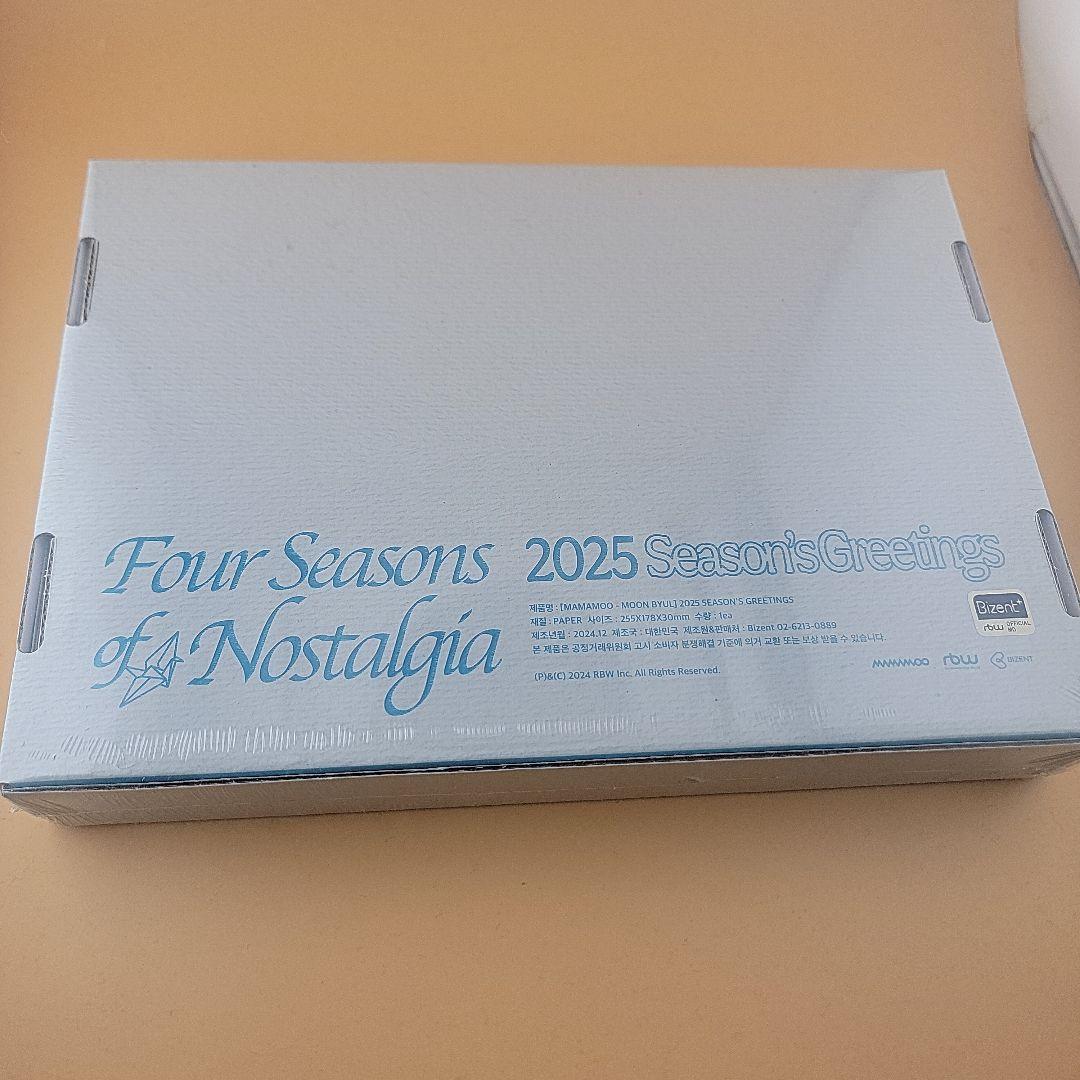 Four Seasons
of Nostalgia
2025 Season's Greetings
제품명 : [MAMAMOO - MOON BYUL] 2025 SEASON'S GREETINGS
재질 : PAPER 사이즈 : 255X178X30mm 수량 : 1ea
제조년월 : 2024.12 제조국 : 대한민국 제조원&판매처 : Bizent 02-6213-0889
본 제품은 공정거래위원회 고시 소비자 분쟁해결 기준에 의거 교환 또는 보상 받을 수 있습니다.
(P)&(C) 2024 RBW Inc. All Rights Reserved.
Bizent+
rbw OFFICIAL MD
MAMAMOO rbw BIZENT